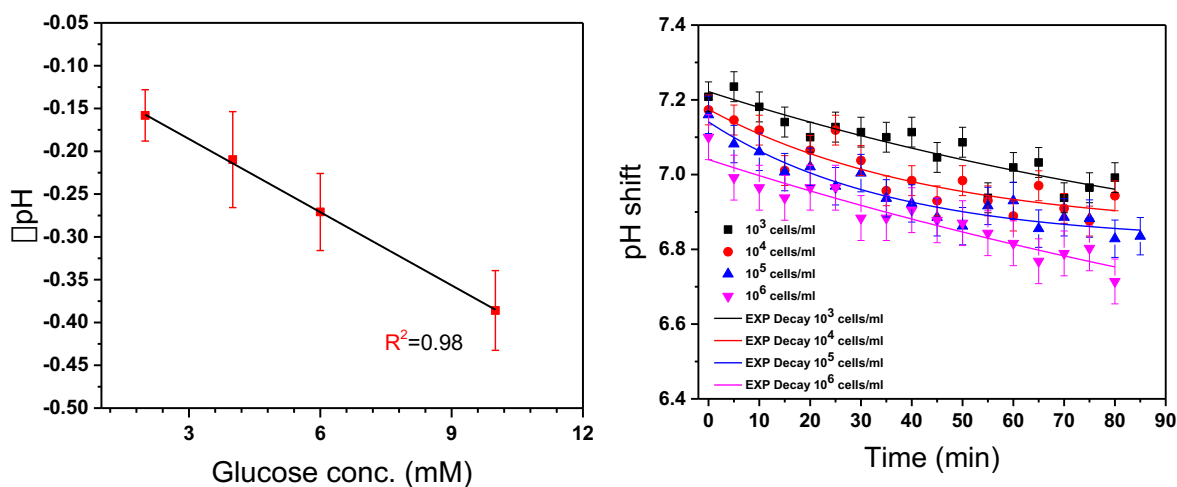 -0.05
-0.10
-0.15
-0.20
-0.25
-0.30
-0.35
-0.40
-0.45
-0.50
□pH
R²=0.98
3 6 9 12
Glucose conc. (mM)
7.4
7.2
7.0
6.8
6.6
6.4
pH shift
10³ cells/ml
10⁴ cells/ml
10⁵ cells/ml
10⁶ cells/ml
EXP Decay 10³ cells/ml
EXP Decay 10⁴ cells/ml
EXP Decay 10⁵ cells/ml
EXP Decay 10⁶ cells/ml
0 10 20 30 40 50 60 70 80 90
Time (min)